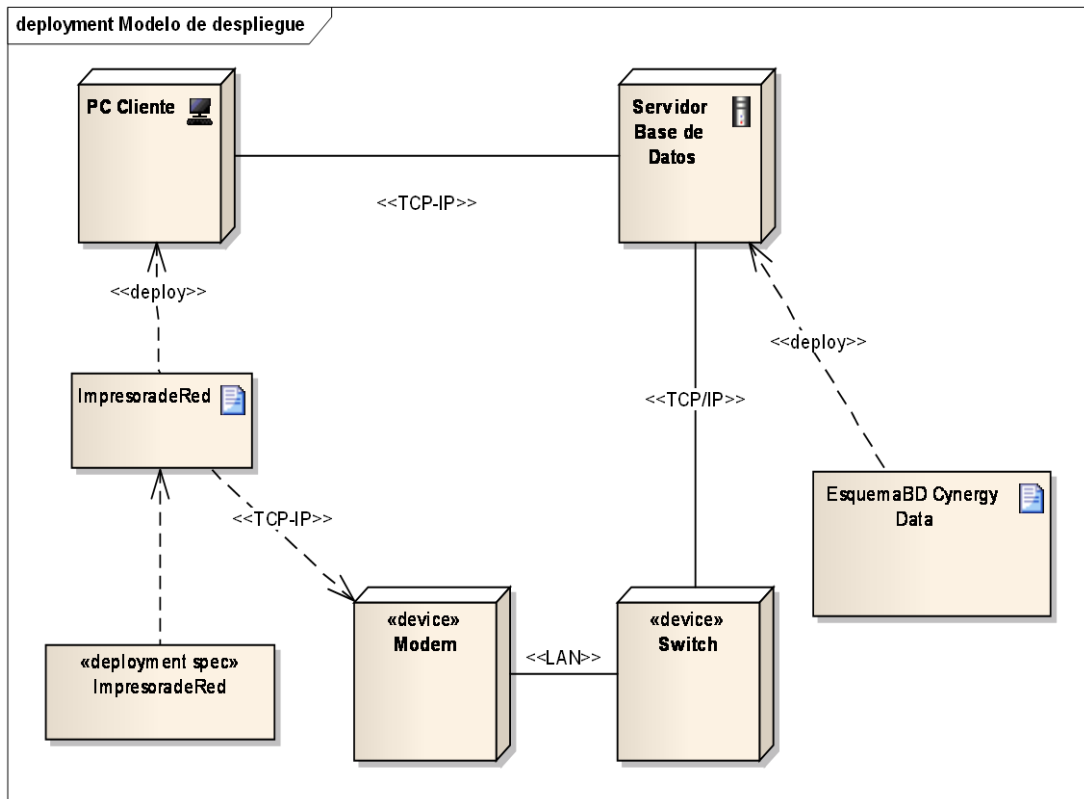 deployment Modelo de despliegue
PC Cliente
Servidor
Base de
Datos
<<TCP-IP>>
<<deploy>>
<<deploy>>
ImpresoradeRed
<<TCP/IP>>
EsquemaBD Cynergy
Data
<<TCP-IP>>
«device»
Modem
<<LAN>>
«device»
Switch
«deployment spec»
ImpresoradeRed